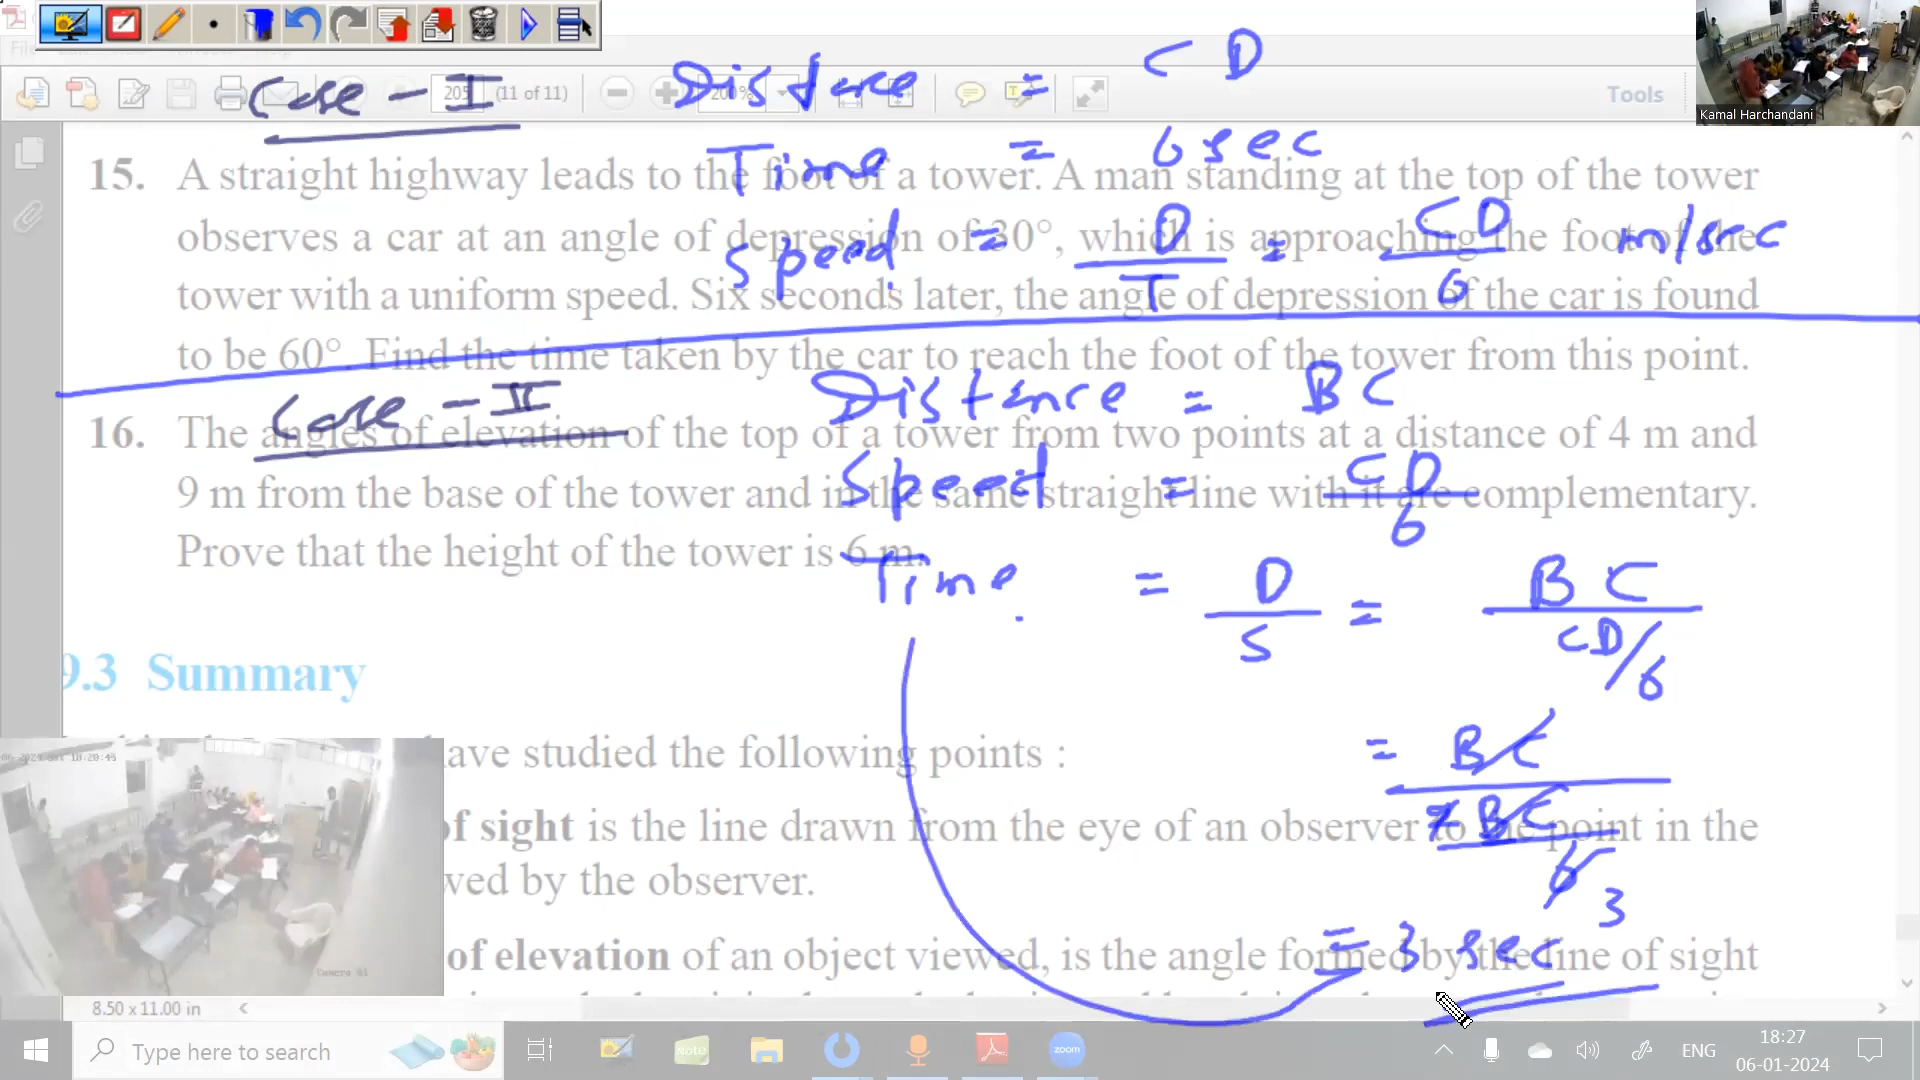 Case - I
Distance = CD
205 (11 of 11)
200%
Tools
Kamal Harchandani
Time = 6 sec
15. A straight highway leads to the foot of a tower. A man standing at the top of the tower
observes a car at an angle of depression of 30°, which is approaching the foot of the
tower with a uniform speed. Six seconds later, the angle of depression of the car is found
to be 60°. Find the time taken by the car to reach the foot of the tower from this point.
Speed = D/T = CD/6 m/sec
Case - II
Distance = BC
16. The angles of elevation of the top of a tower from two points at a distance of 4 m and
9 m from the base of the tower and in the same straight line with it are complementary.
Prove that the height of the tower is 6 m.
Speed = CD/6
Time = D/S = BC/CD/6
= BC/2BC/6 3
= 3 sec
9.3 Summary
ave studied the following points :
of sight is the line drawn from the eye of an observer to the point in the
wed by the observer.
of elevation of an object viewed, is the angle formed by the line of sight
Camera 01
8.50 x 11.00 in
Type here to search
Note
zoom
ENG
18:27
06-01-2024